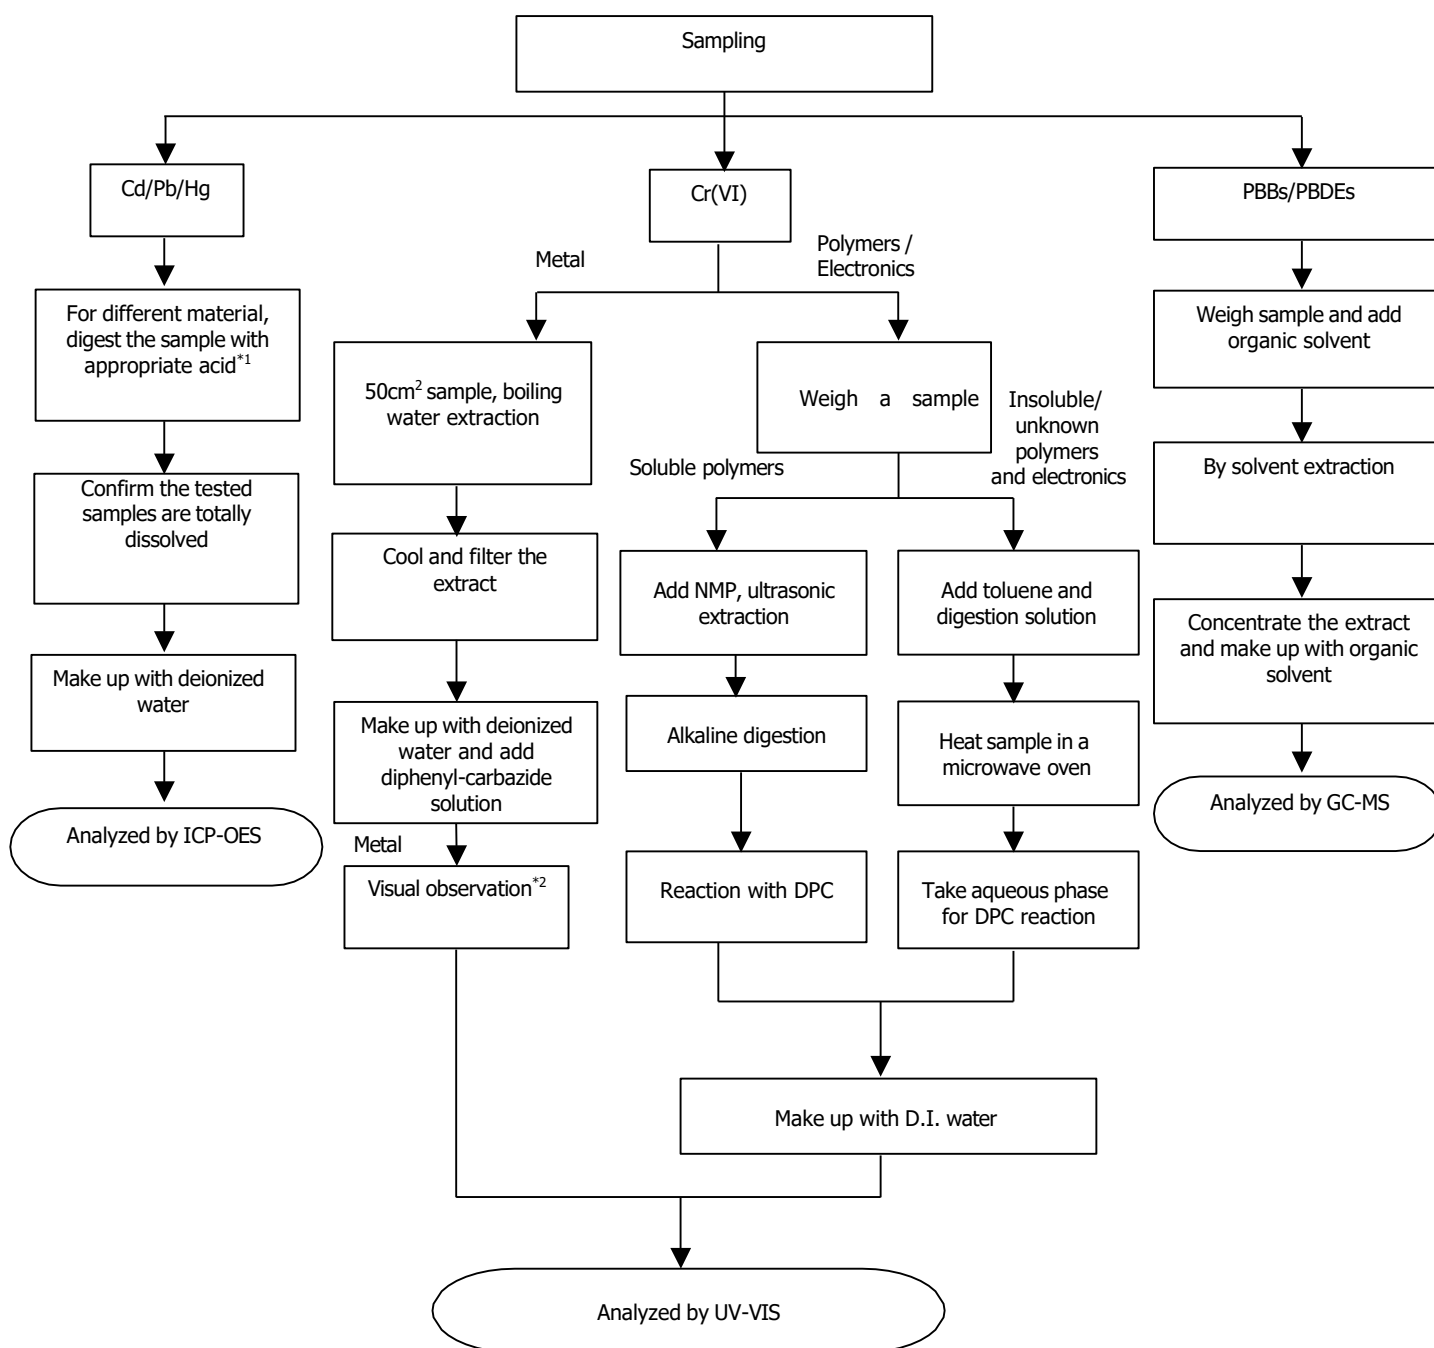 Sampling
Cd/Pb/Hg
Cr(VI)
PBBs/PBDEs
Metal
Polymers /
Electronics
For different material,
digest the sample with
appropriate acid*1
50cm2 sample, boiling
water extraction
Weigh a sample
Weigh sample and add
organic solvent
Soluble polymers
Insoluble/
unknown
polymers
and electronics
By solvent extraction
Confirm the tested
samples are totally
dissolved
Cool and filter the
extract
Add NMP, ultrasonic
extraction
Add toluene and
digestion solution
Concentrate the extract
and make up with organic
solvent
Make up with deionized
water
Make up with deionized
water and add
diphenyl-carbazide
solution
Alkaline digestion
Heat sample in a
microwave oven
Analyzed by GC-MS
Analyzed by ICP-OES
Metal
Visual observation*2
Reaction with DPC
Take aqueous phase
for DPC reaction
Make up with D.I. water
Analyzed by UV-VIS